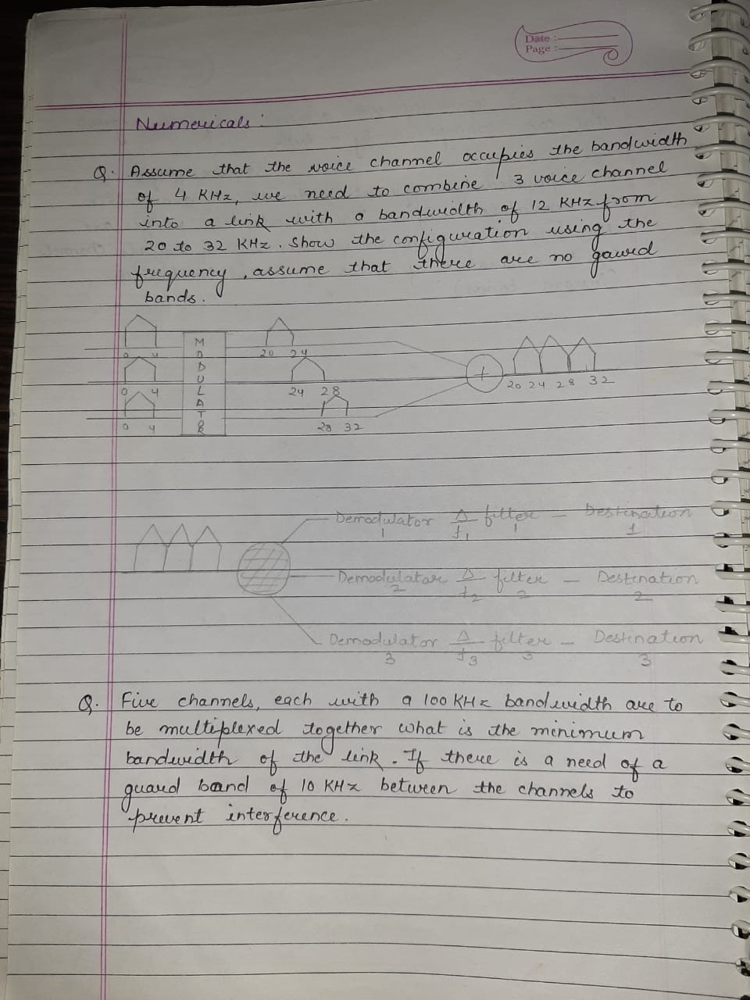 Date :
Page :
Numericals :
Q. Assume that the voice channel occupies the bandwidth
of 4 KHz, we need to combine 3 voice channel
into a link with a bandwidth of 12 KHz from
20 to 32 KHz. Show the configuration using the
frequency, assume that there are no gaurd
bands.
0 4 20 24
0 4 24 28 20 24 28 32
0 4 28 32
MODULATR
+
Demodulator 1 Δ f1 filter 1 - Destination 1
Demodulator 2 Δ f2 filter 2 - Destination 2
Demodulator 3 Δ f3 filter 3 - Destination 3
Q. Five channels, each with a 100 KHz bandwidth are to
be multiplexed together what is the minimum
bandwidth of the link. If there is a need of a
guard band of 10 KHz between the channels to
prevent interference.